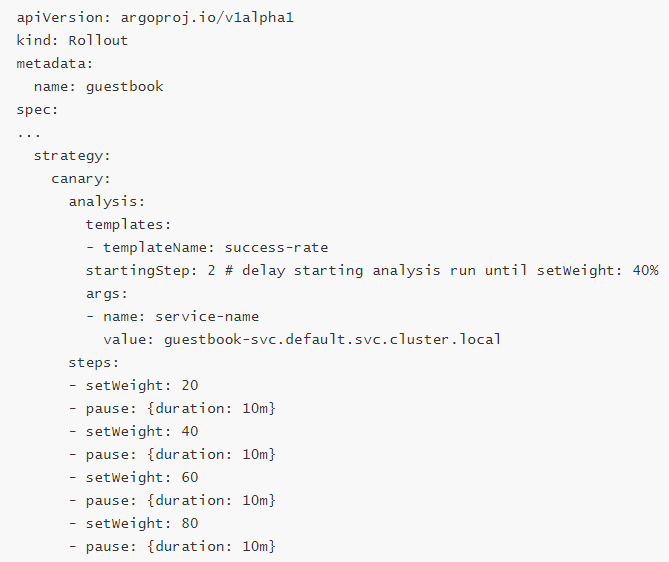 apiVersion: argoproj.io/v1alpha1
kind: Rollout
metadata:
  name: guestbook
spec:
...
  strategy:
    canary:
      analysis:
        templates:
        - templateName: success-rate
        startingStep: 2 # delay starting analysis run until setWeight: 40%
        args:
        - name: service-name
          value: guestbook-svc.default.svc.cluster.local
      steps:
      - setWeight: 20
      - pause: {duration: 10m}
      - setWeight: 40
      - pause: {duration: 10m}
      - setWeight: 60
      - pause: {duration: 10m}
      - setWeight: 80
      - pause: {duration: 10m}